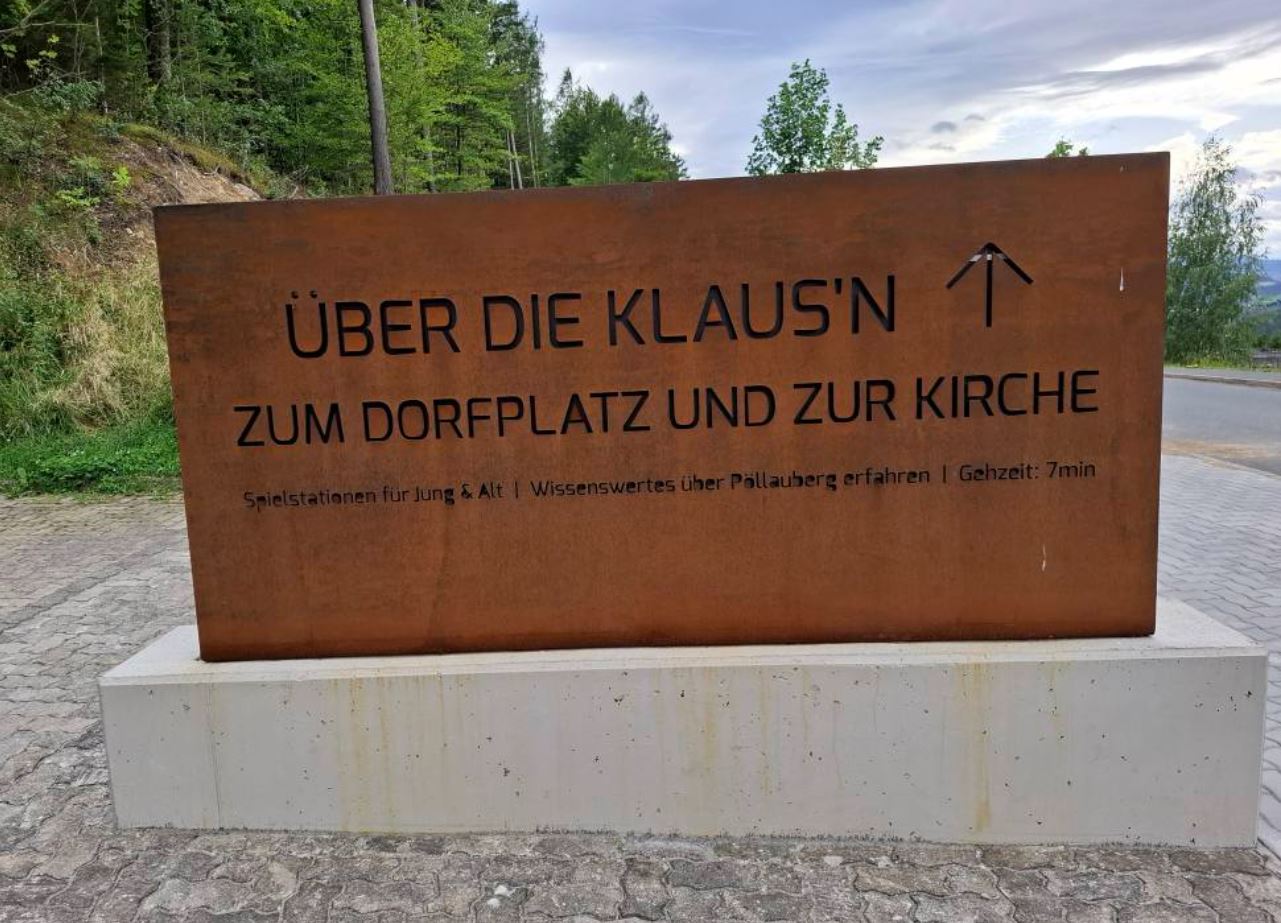 ÜBER DIE KLAUS'N ↑
ZUM DORFPLATZ UND ZUR KIRCHE
Spielstationen für Jung & Alt | Wissenswertes über Pöllauberg erfahren | Gehzeit: 7min